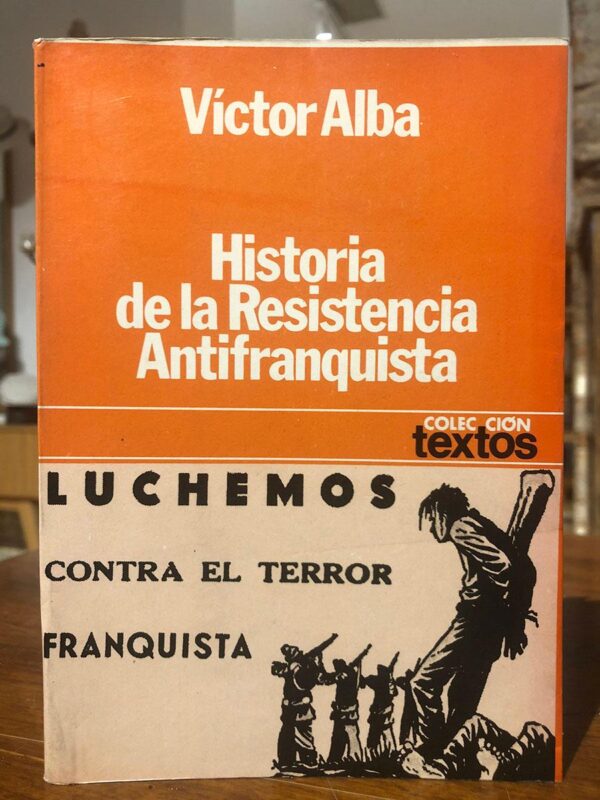 Víctor Alba
Historia
de la Resistencia
Antifranquista
COLEC CIÓN
textos
LUCHEMOS
CONTRA EL TERROR
FRANQUISTA